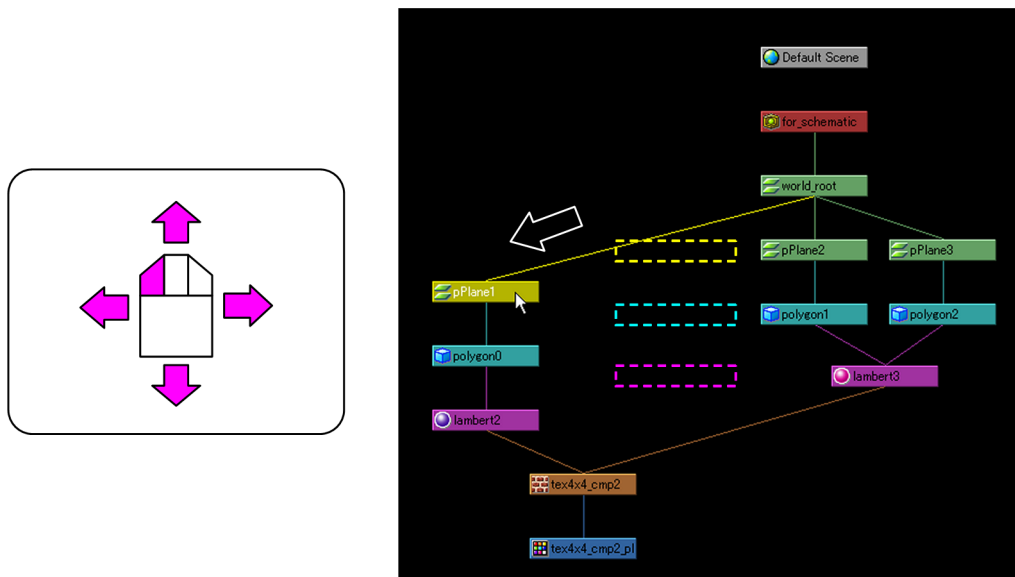 Default Scene
for_schematic
world_root
pPlane2
pPlane3
pPlane1
polygon1
polygon2
polygon0
lambert3
lambert2
tex4x4_cmp2
tex4x4_cmp2_pl